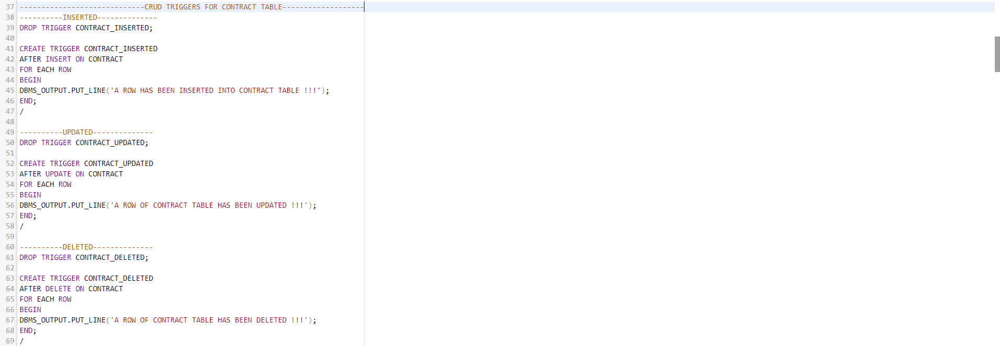 37 -----------------------------CRUD TRIGGERS FOR CONTRACT TABLE-------------------
38 ----------INSERTED--------------
39 DROP TRIGGER CONTRACT_INSERTED;
40
41 CREATE TRIGGER CONTRACT_INSERTED
42 AFTER INSERT ON CONTRACT
43 FOR EACH ROW
44 BEGIN
45 DBMS_OUTPUT.PUT_LINE('A ROW HAS BEEN INSERTED INTO CONTRACT TABLE !!!');
46 END;
47 /
48
49 ----------UPDATED--------------
50 DROP TRIGGER CONTRACT_UPDATED;
51
52 CREATE TRIGGER CONTRACT_UPDATED
53 AFTER UPDATE ON CONTRACT
54 FOR EACH ROW
55 BEGIN
56 DBMS_OUTPUT.PUT_LINE('A ROW OF CONTRACT TABLE HAS BEEN UPDATED !!!');
57 END;
58 /
59
60 ----------DELETED--------------
61 DROP TRIGGER CONTRACT_DELETED;
62
63 CREATE TRIGGER CONTRACT_DELETED
64 AFTER DELETE ON CONTRACT
65 FOR EACH ROW
66 BEGIN
67 DBMS_OUTPUT.PUT_LINE('A ROW OF CONTRACT TABLE HAS BEEN DELETED !!!');
68 END;
69 /